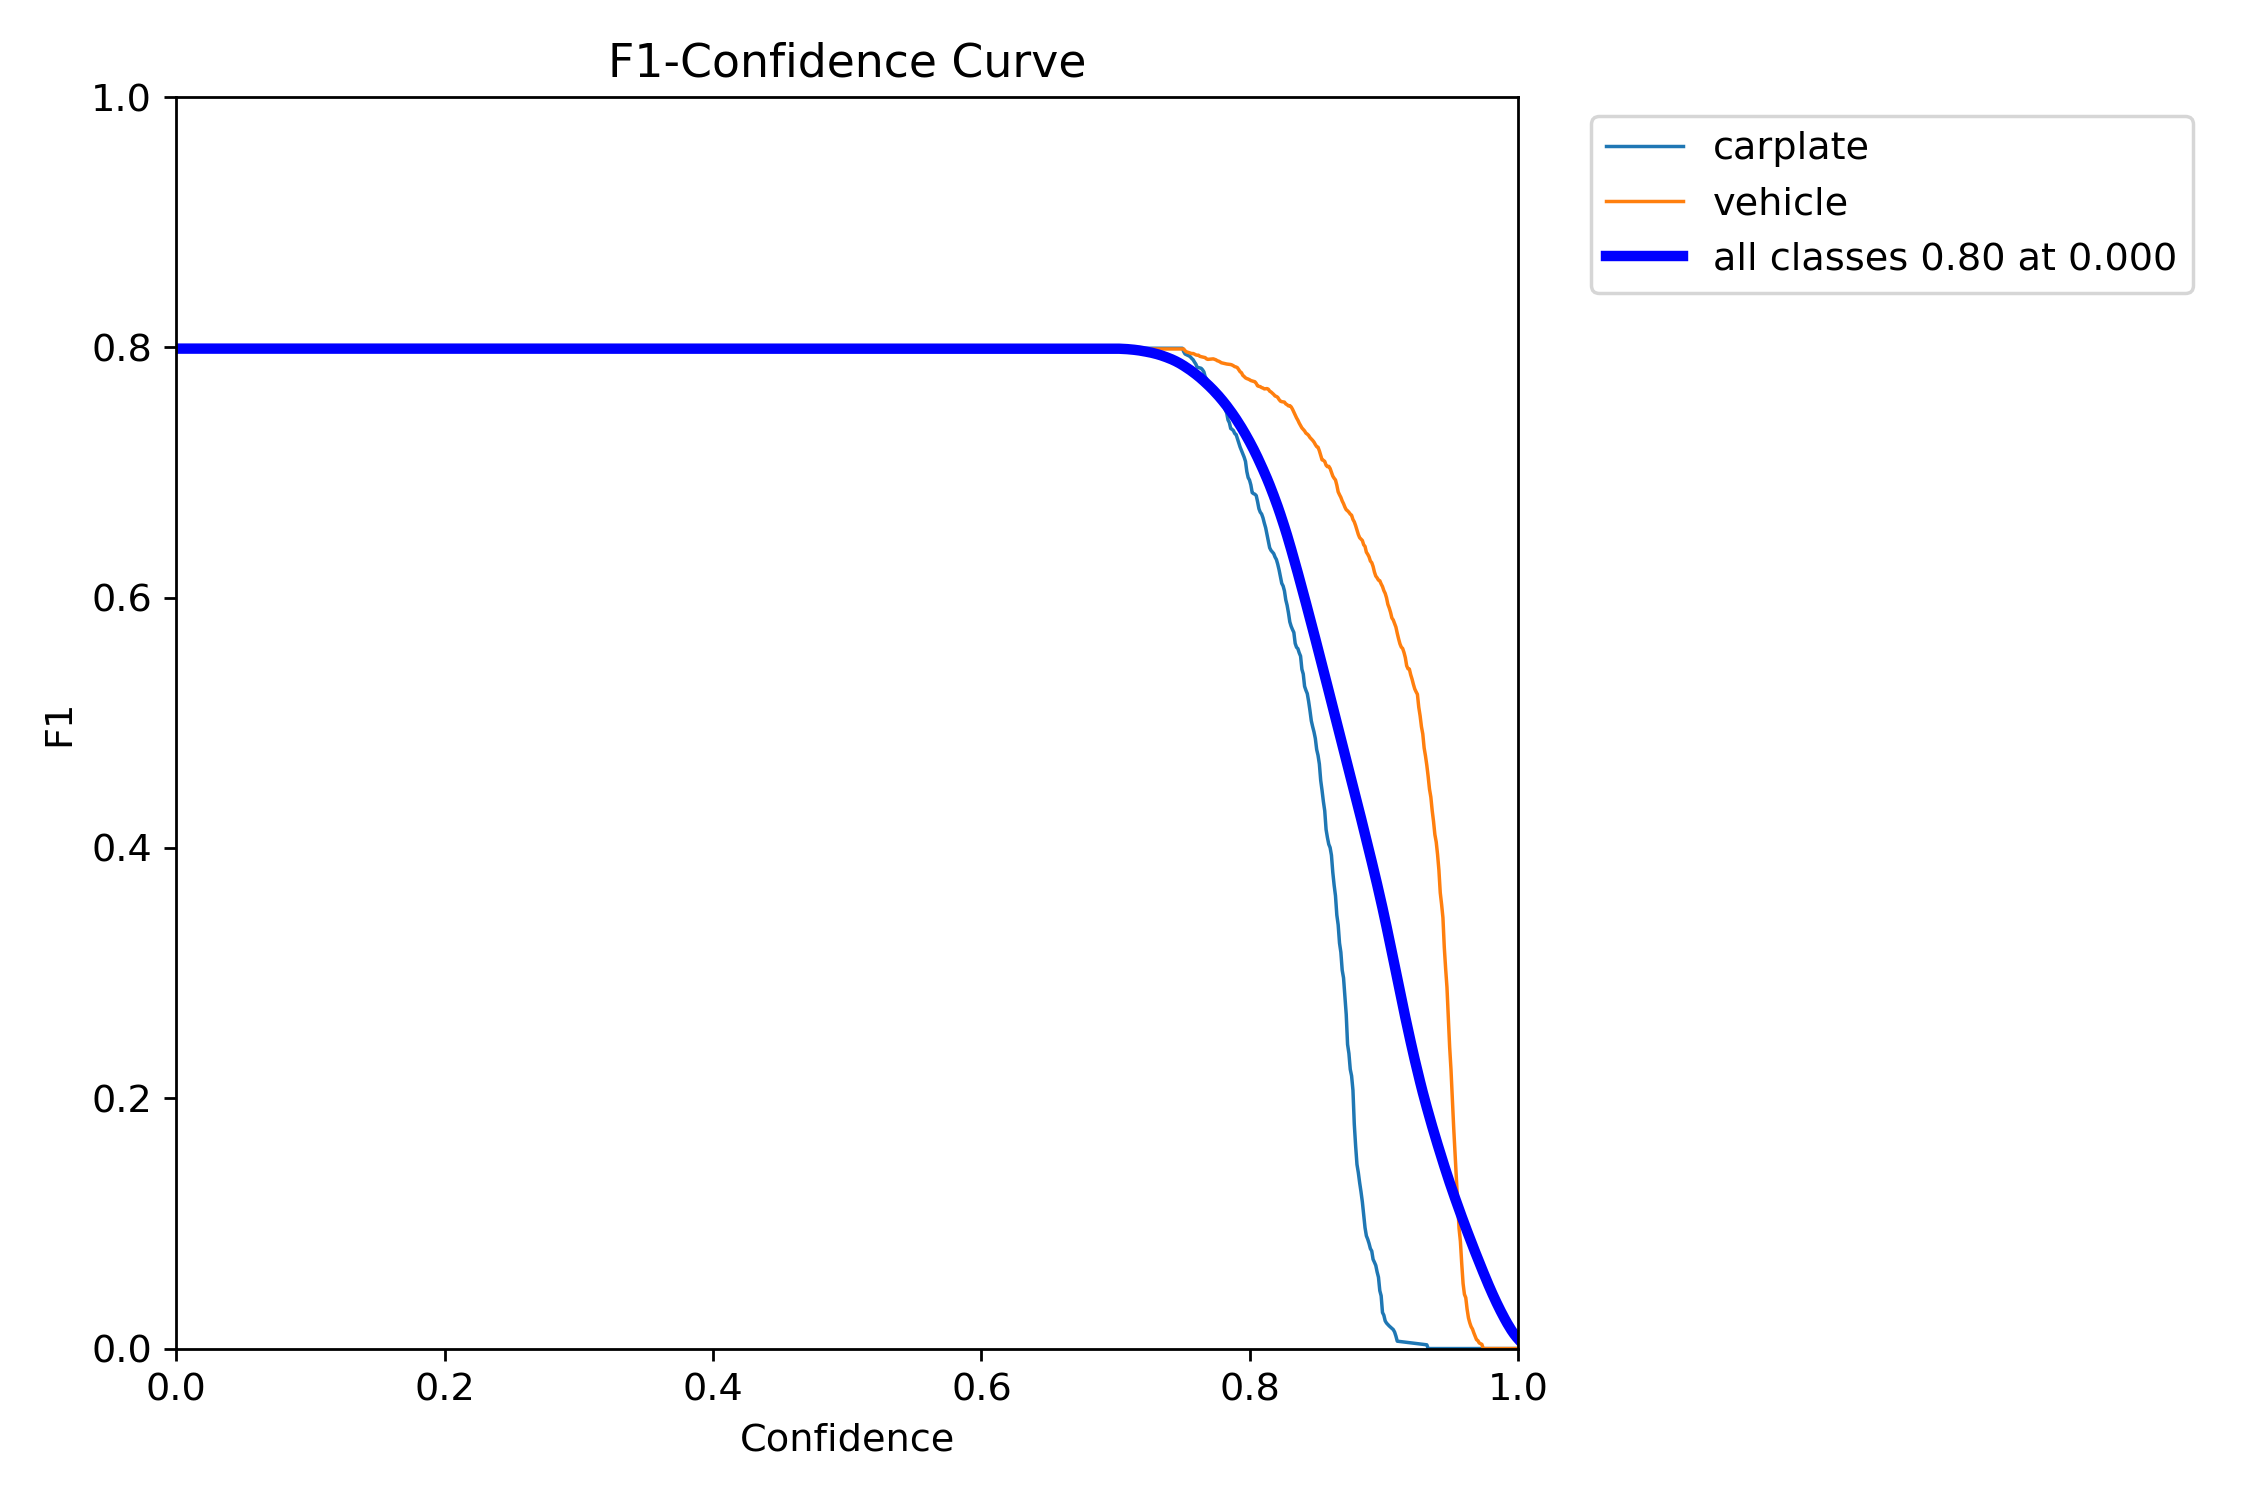 F1-Confidence Curve
1.0
0.8
0.6
0.4
0.2
0.0
F1
0.0 0.2 0.4 0.6 0.8 1.0
Confidence
carplate
vehicle
all classes 0.80 at 0.000